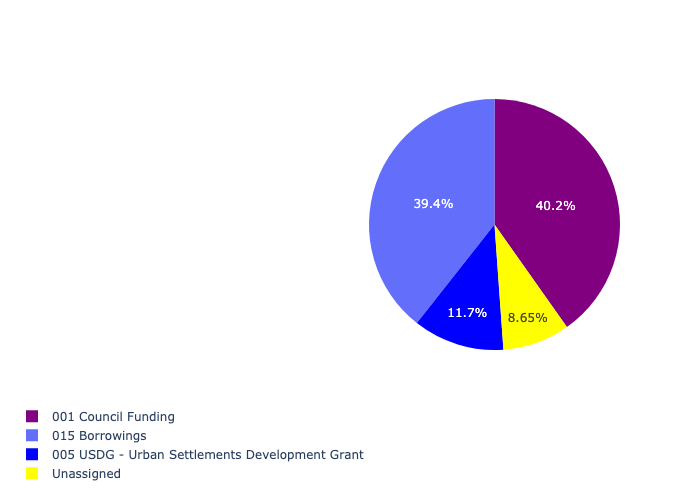 39.4%
40.2%
11.7%
8.65%
001 Council Funding
015 Borrowings
005 USDG - Urban Settlements Development Grant
Unassigned